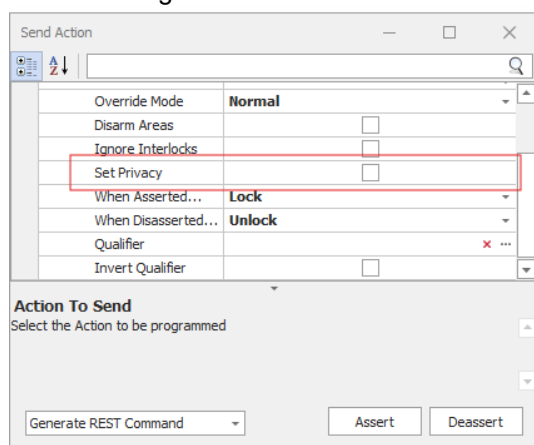 Send Action
Override Mode Normal
Disarm Areas
Ignore Interlocks
Set Privacy
When Asserted... Lock
When Disasserted... Unlock
Qualifier
Invert Qualifier
Action To Send
Select the Action to be programmed
Generate REST Command Assert Deassert